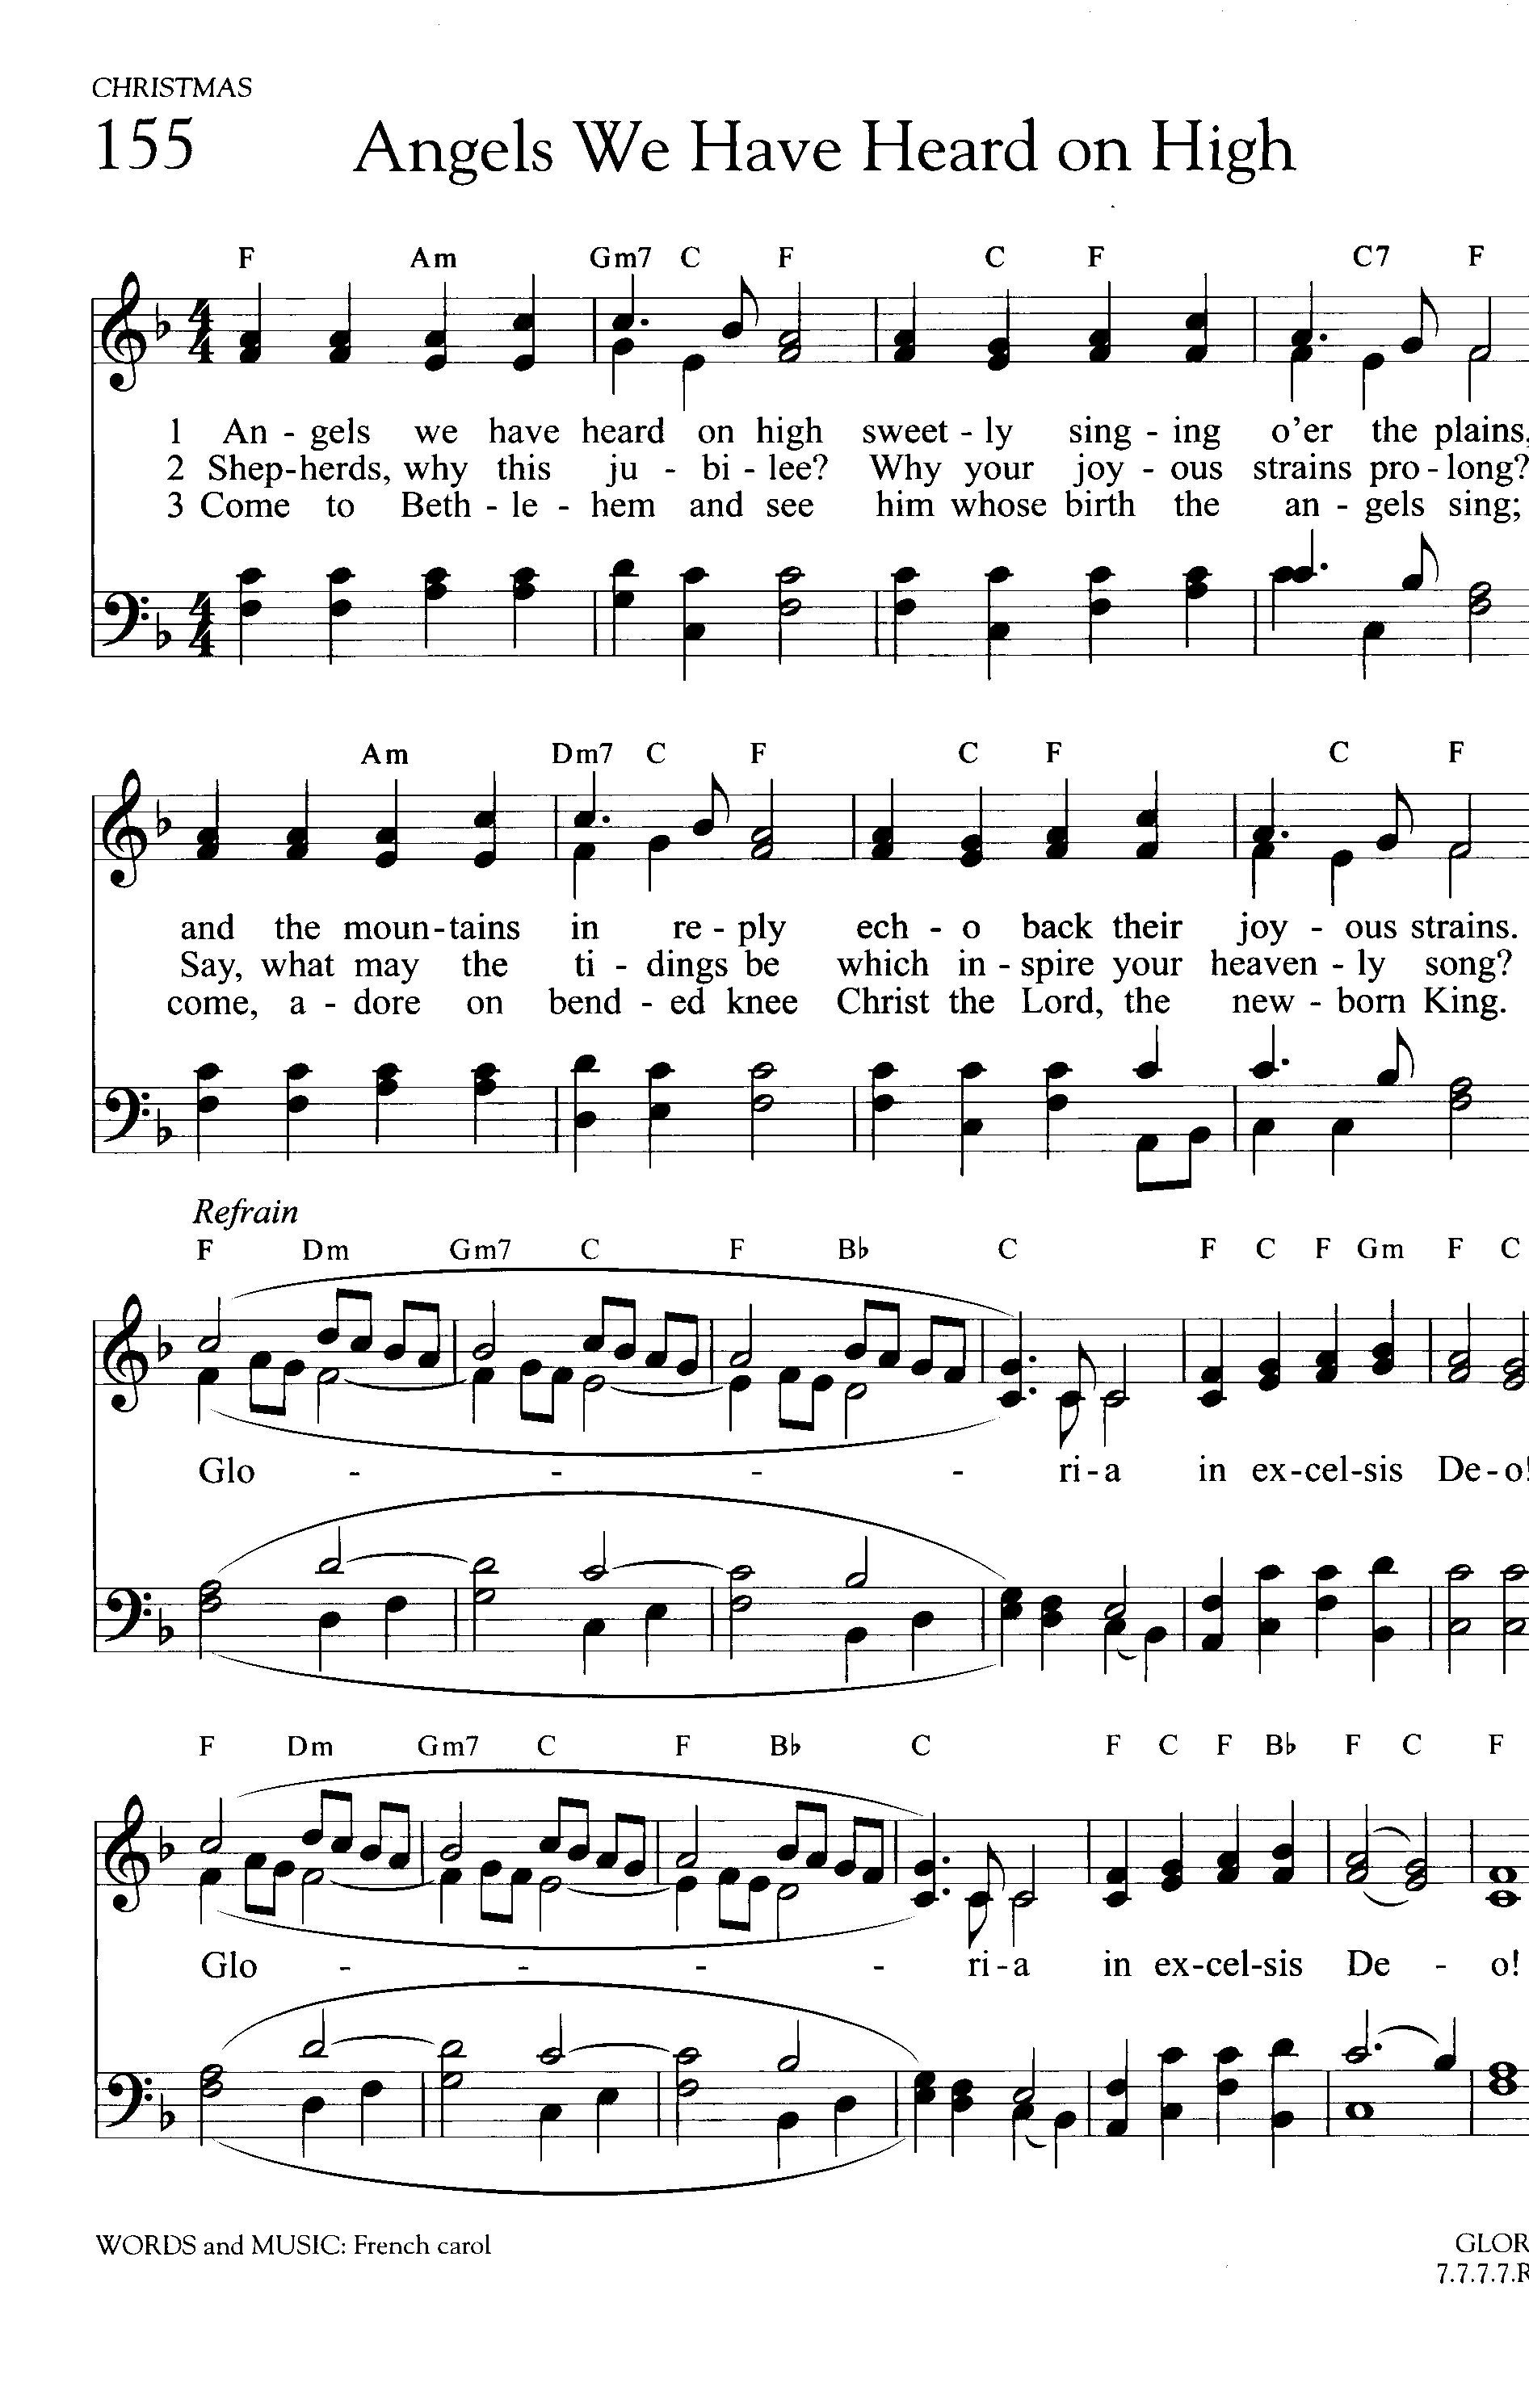 CHRISTMAS
155 Angels We Have Heard on High
F Am Gm7 C F C F C7 F
1 An - gels we have heard on high sweet - ly sing - ing o'er the plains,
2 Shep-herds, why this ju - bi - lee? Why your joy - ous strains pro - long?
3 Come to Beth - le - hem and see him whose birth the an - gels sing;
Am Dm7 C F C F C F
and the moun-tains in re - ply ech - o back their joy - ous strains.
Say, what may the ti - dings be which in - spire your heaven - ly song?
come, a - dore on bend - ed knee Christ the Lord, the new - born King.
Refrain
F Dm Gm7 C F B♭ C F C F Gm F C
Glo - - - - ri-a in ex-cel-sis De-o!
F Dm Gm7 C F B♭ C F C F B♭ F C F
Glo - - - - ri-a in ex-cel-sis De - o!
WORDS and MUSIC: French carol
GLOR
7.7.7.7.R